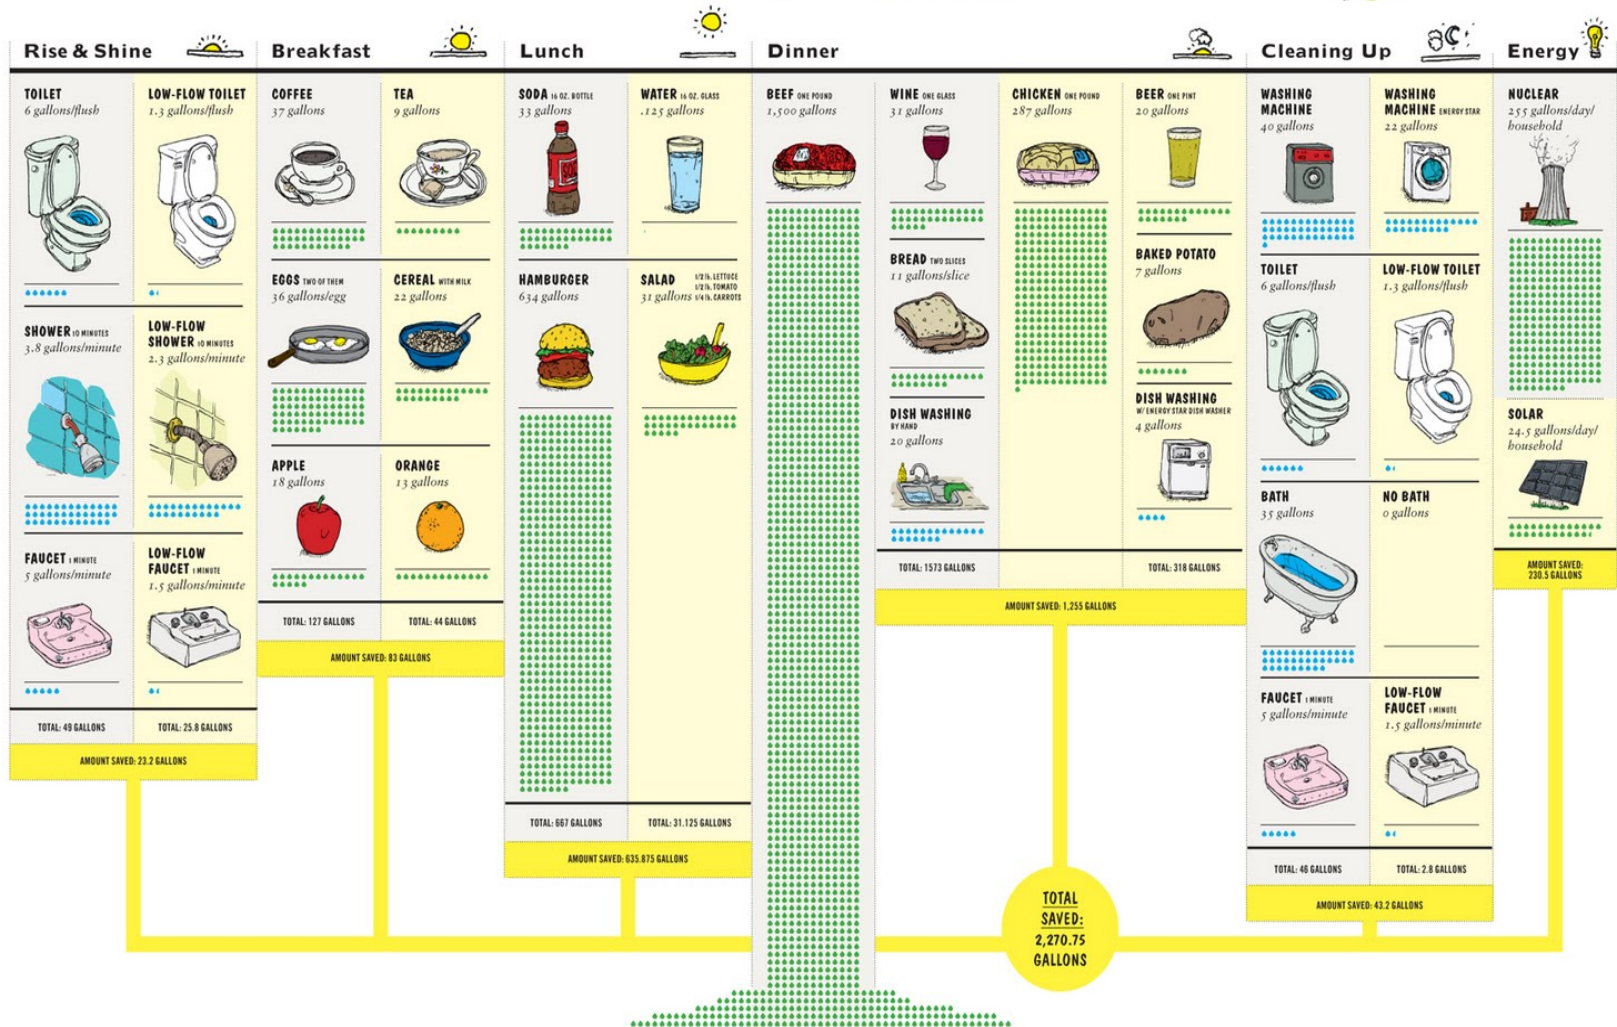 Rise & Shine
TOILET
6 gallons/flush
LOW-FLOW TOILET
1.3 gallons/flush
SHOWER 10 MINUTES
3.8 gallons/minute
LOW-FLOW
SHOWER 10 MINUTES
2.3 gallons/minute
FAUCET 1 MINUTE
5 gallons/minute
LOW-FLOW
FAUCET 1 MINUTE
1.5 gallons/minute
TOTAL: 49 GALLONS
TOTAL: 25.8 GALLONS
AMOUNT SAVED: 23.2 GALLONS
Breakfast
COFFEE
37 gallons
TEA
9 gallons
EGGS TWO OF THEM
36 gallons/egg
CEREAL WITH MILK
22 gallons
APPLE
18 gallons
ORANGE
13 gallons
TOTAL: 127 GALLONS
TOTAL: 44 GALLONS
AMOUNT SAVED: 83 GALLONS
Lunch
SODA 16 OZ. BOTTLE
33 gallons
SODA
WATER 16 OZ. GLASS
.125 gallons
HAMBURGER
634 gallons
SALAD 1/2 lb. LETTUCE
1/2 lb. TOMATO
31 gallons 1/4 lb. CARROTS
TOTAL: 667 GALLONS
TOTAL: 31.125 GALLONS
AMOUNT SAVED: 635.875 GALLONS
Dinner
BEEF ONE POUND
1,500 gallons
WINE ONE GLASS
31 gallons
BREAD TWO SLICES
11 gallons/slice
DISH WASHING
BY HAND
20 gallons
TOTAL: 1573 GALLONS
CHICKEN ONE POUND
287 gallons
BEER ONE PINT
20 gallons
BAKED POTATO
7 gallons
DISH WASHING
W/ ENERGY STAR DISH WASHER
4 gallons
TOTAL: 318 GALLONS
AMOUNT SAVED: 1,255 GALLONS
Cleaning Up
WASHING
MACHINE
40 gallons
WASHING
MACHINE ENERGY STAR
22 gallons
TOILET
6 gallons/flush
LOW-FLOW TOILET
1.3 gallons/flush
BATH
35 gallons
NO BATH
0 gallons
FAUCET 1 MINUTE
5 gallons/minute
LOW-FLOW
FAUCET 1 MINUTE
1.5 gallons/minute
TOTAL: 46 GALLONS
TOTAL: 2.8 GALLONS
AMOUNT SAVED: 43.2 GALLONS
Energy
NUCLEAR
255 gallons/day/
household
SOLAR
24.5 gallons/day/
household
AMOUNT SAVED:
230.5 GALLONS
TOTAL
SAVED:
2,270.75
GALLONS